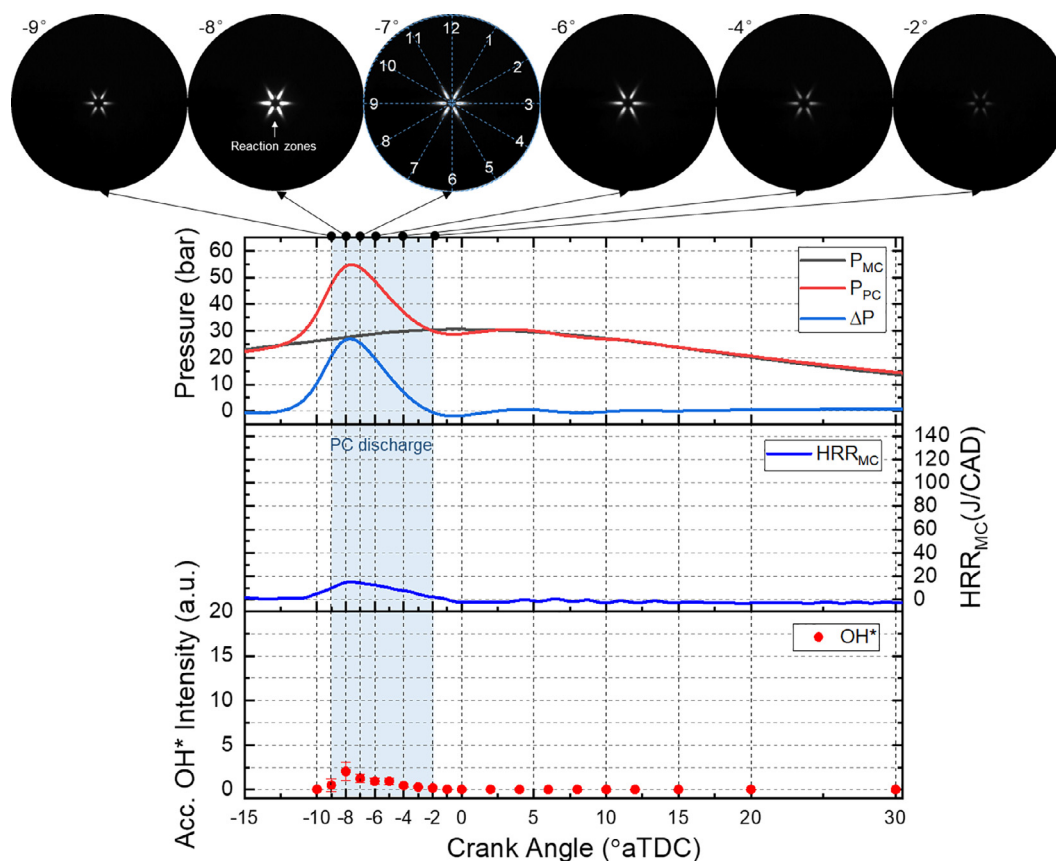 -9° -8° -7° -6° -4° -2°
12
11 1
10 2
9 3
8 4
7 5
6
Reaction zones
Pressure (bar)
60
50
40
30
20
10
0
P_MC
P_PC
ΔP
PC discharge
HRR_MC
HRR_MC(J/CAD)
140
120
100
80
60
40
20
0
Acc. OH* Intensity (a.u.)
20
15
10
5
0
OH*
-15 -10 -8 -6 -4 -2 0 5 10 15 20 25 30
Crank Angle (°aTDC)